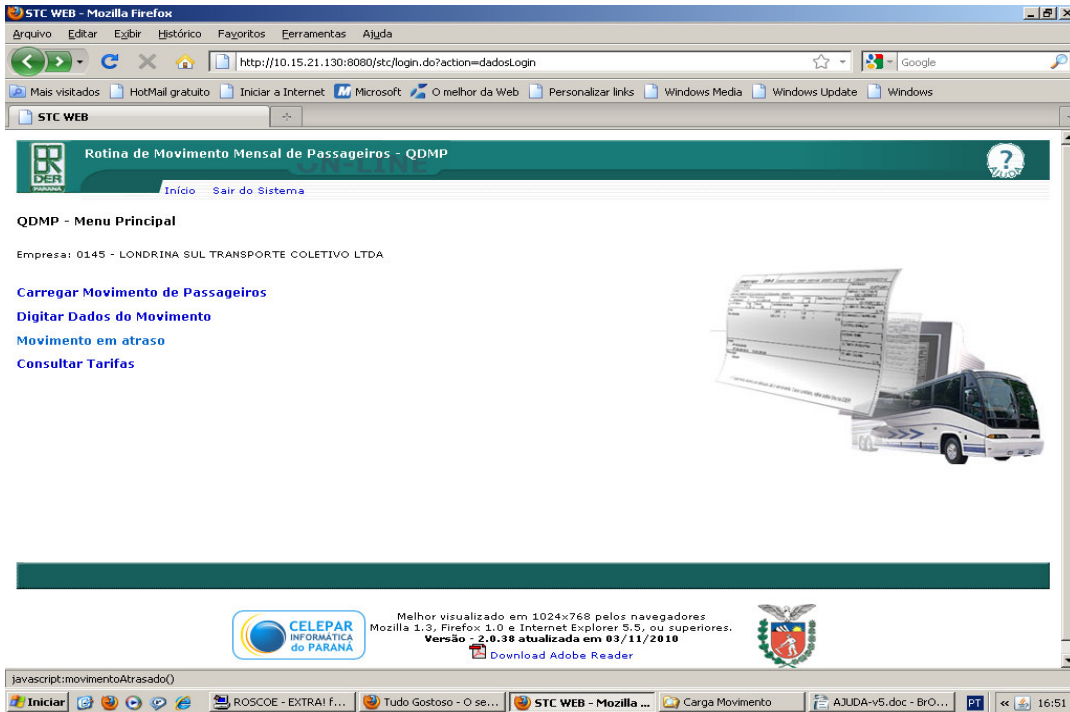 STC WEB - Mozilla Firefox
Arquivo Editar Exibir Histórico Favoritos Ferramentas Ajuda
http://10.15.21.130:8080/stc/login.do?action=dadosLogin Google
Mais visitados HotMail gratuito Iniciar a Internet Microsoft O melhor da Web Personalizar links Windows Media Windows Update Windows
STC WEB
Rotina de Movimento Mensal de Passageiros - QDMP
ON-LINE
DER
PARANÁ
Início Sair do Sistema
QDMP - Menu Principal
Empresa: 0145 - LONDRINA SUL TRANSPORTE COLETIVO LTDA
Carregar Movimento de Passageiros
Digitar Dados do Movimento
Movimento em atraso
Consultar Tarifas
CELEPAR
INFORMÁTICA
do PARANÁ
Melhor visualizado em 1024x768 pelos navegadores
Mozilla 1.3, Firefox 1.0 e Internet Explorer 5.5, ou superiores.
Versão - 2.0.38 atualizada em 03/11/2010
Download Adobe Reader
javascript:movimentoAtrasado()
Iniciar ROSCOE - EXTRA! f... Tudo Gostoso - O se... STC WEB - Mozilla ... Carga Movimento AJUDA-v5.doc - BrO... PT « 16:51